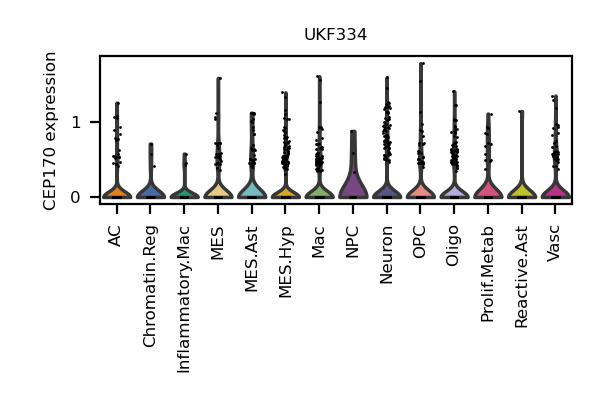 UKF334
CEP170 expression
1
0
AC
Chromatin.Reg
Inflammatory.Mac
MES
MES.Ast
MES.Hyp
Mac
NPC
Neuron
OPC
Oligo
Prolif.Metab
Reactive.Ast
Vasc